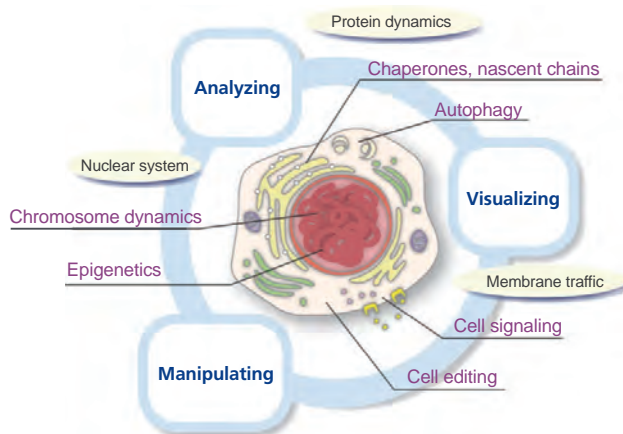 Protein dynamics
Analyzing
Chaperones, nascent chains
Autophagy
Nuclear system
Visualizing
Chromosome dynamics
Epigenetics
Membrane traffic
Cell signaling
Manipulating
Cell editing